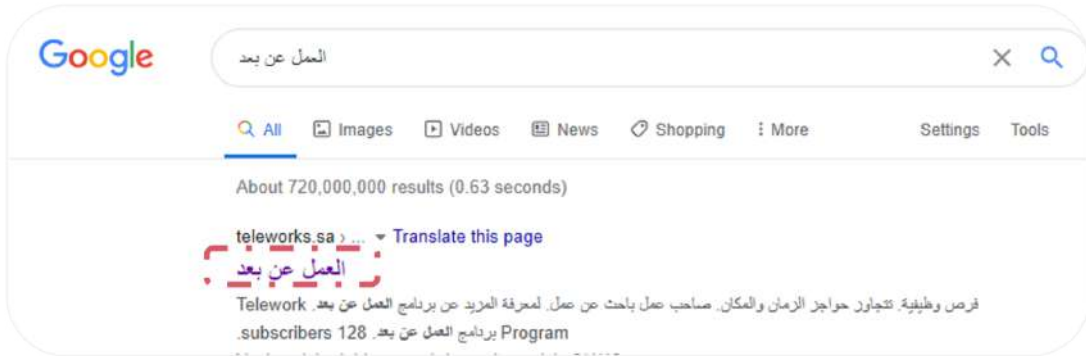 Google
العمل عن بعد
All Images Videos News Shopping More Settings Tools
About 720,000,000 results (0.63 seconds)
teleworks.sa › ... Translate this page
العمل عن بعد
فرص وظيفية. تتجاوز حواجز الزمان والمكان. صاحب عمل باحث عن عمل. لمعرفة المزيد عن برنامج العمل عن بعد. Telework
Program برنامج العمل عن بعد. 128 subscribers.